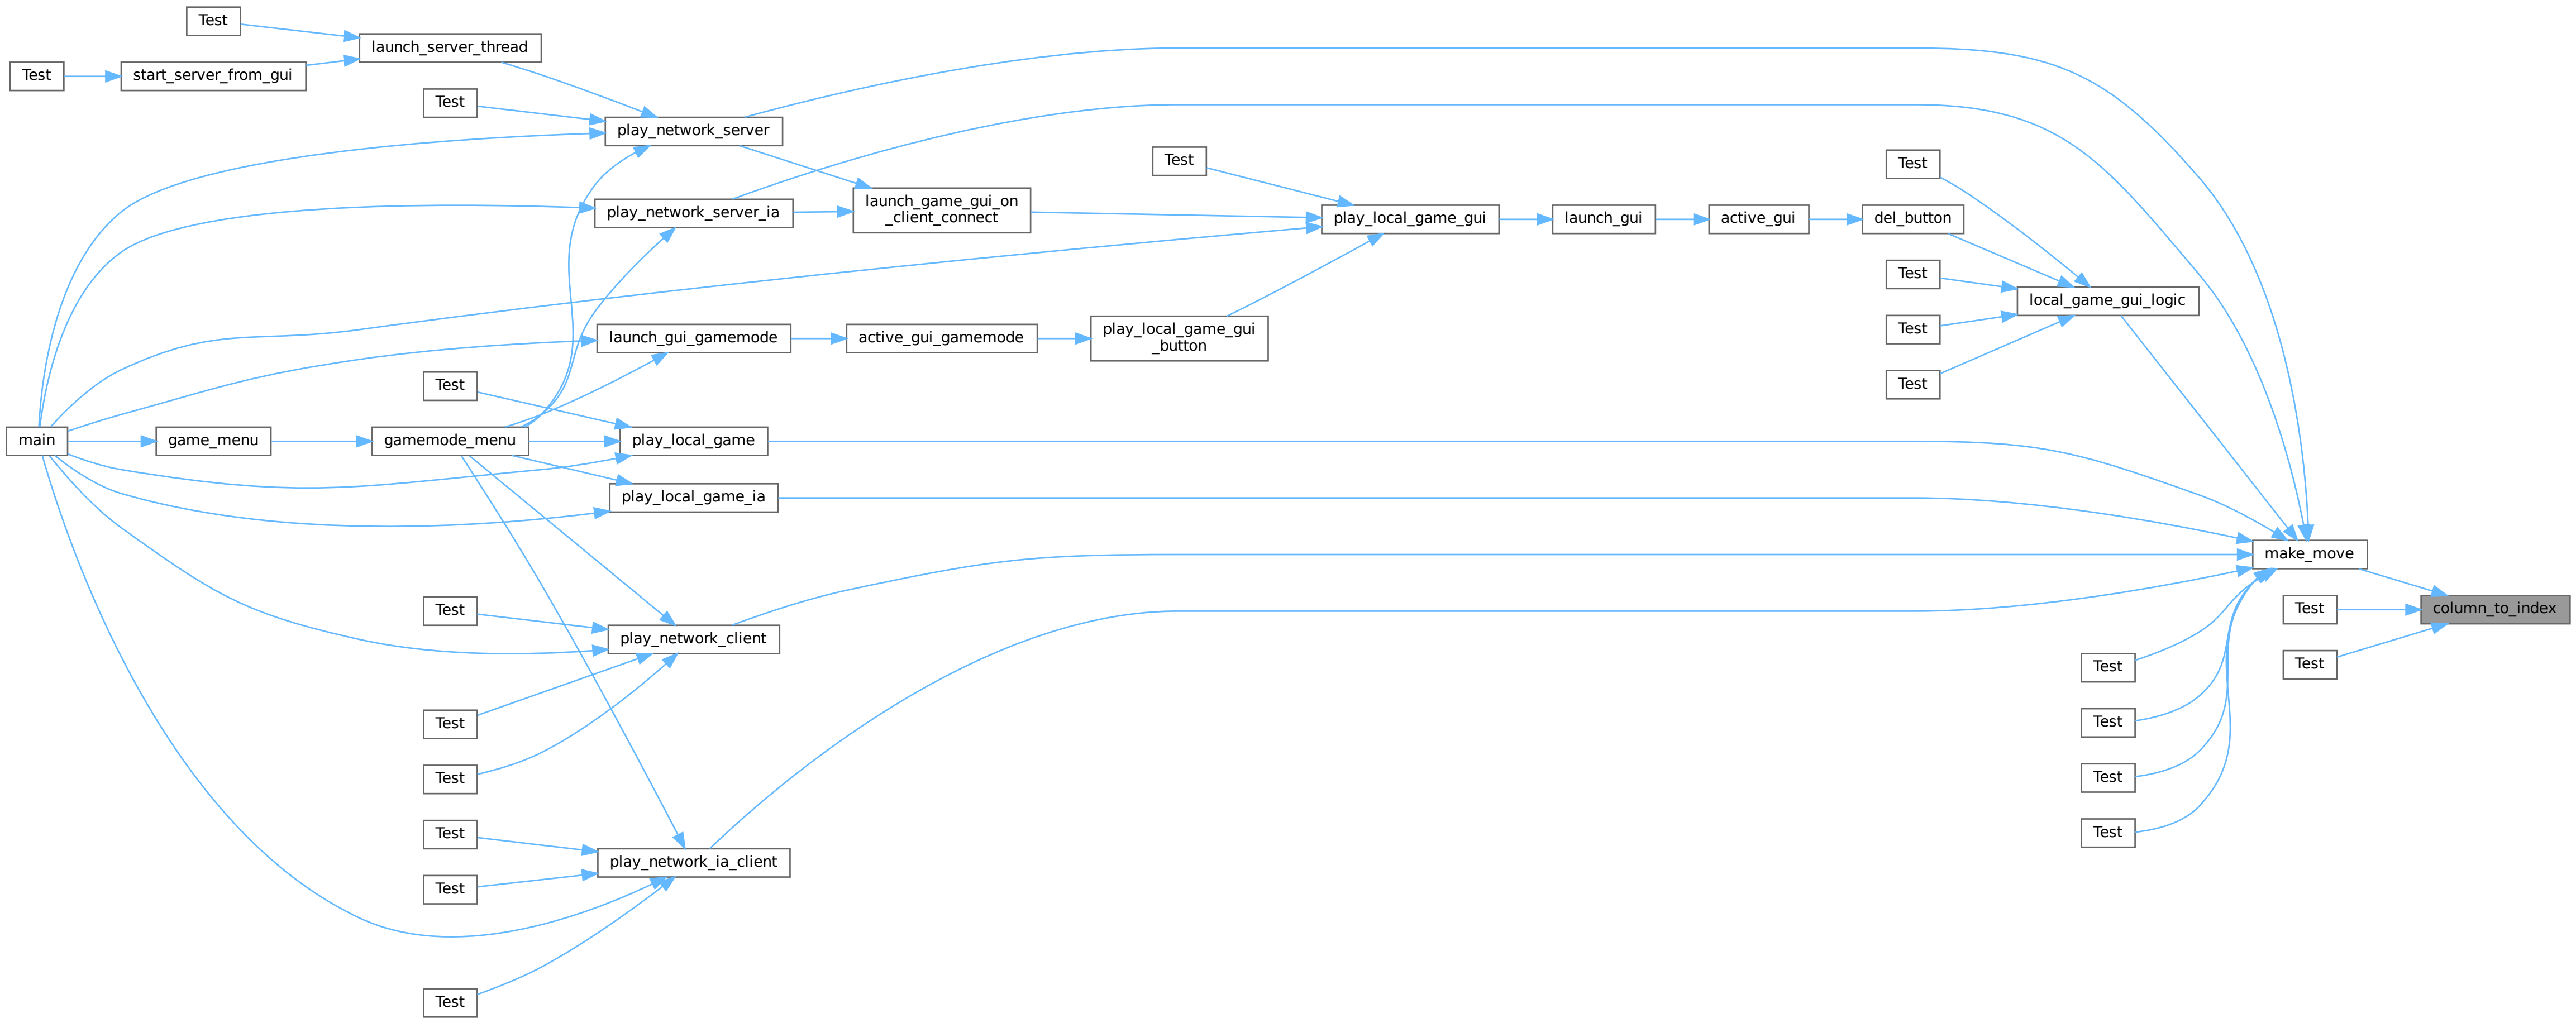 Test
launch_server_thread
Test
start_server_from_gui
Test
play_network_server
Test
Test
launch_game_gui_on
_client_connect
play_network_server_ia
play_local_game_gui
launch_gui
active_gui
del_button
Test
local_game_gui_logic
Test
launch_gui_gamemode
active_gui_gamemode
play_local_game_gui
_button
Test
Test
main
game_menu
gamemode_menu
play_local_game
play_local_game_ia
make_move
Test
play_network_client
Test
column_to_index
Test
Test
Test
Test
Test
Test
Test
Test
play_network_ia_client
Test
Test